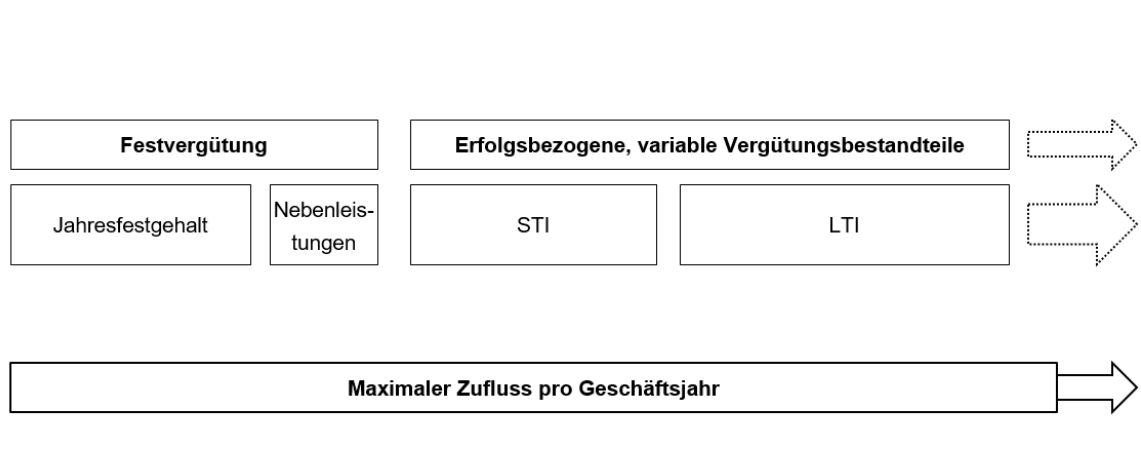 Festvergütung
Erfolgsbezogene, variable Vergütungsbestandteile
Jahresfestgehalt
Nebenleis-
tungen
STI
LTI
Maximaler Zufluss pro Geschäftsjahr